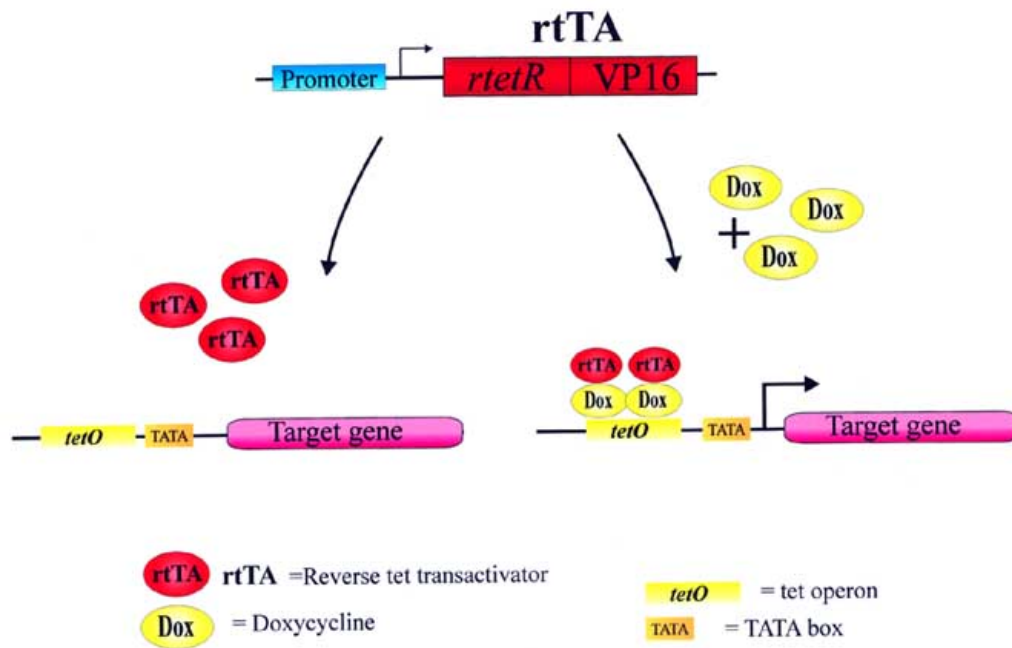 rtTA
Promoter
rtetR VP16
Dox
Dox
+
Dox
rtTA
rtTA
rtTA
rtTA rtTA
Dox Dox
tetO TATA Target gene
tetO TATA Target gene
rtTA rtTA =Reverse tet transactivator
Dox = Doxycycline
tetO = tet operon
TATA = TATA box